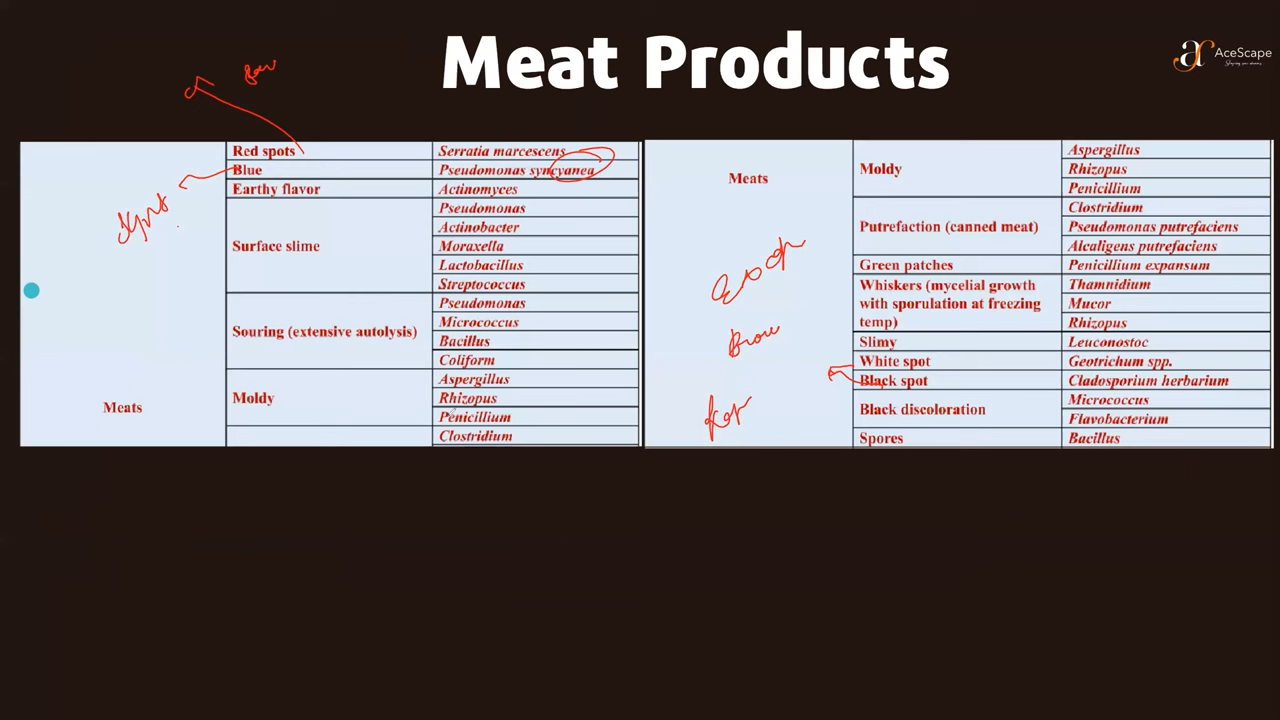 Meat Products
AceScape
Red spots Serratia marcescens
Blue Pseudomonas syncyanea
Earthy flavor Actinomyces
Surface slime Pseudomonas
Actinobacter
Moraxella
Lactobacillus
Streptococcus
Souring (extensive autolysis) Pseudomonas
Micrococcus
Bacillus
Coliform
Meats
Moldy Aspergillus
Rhizopus
Penicillium
Clostridium
Meats
Moldy Aspergillus
Rhizopus
Penicillium
Putrefaction (canned meat) Clostridium
Pseudomonas putrefaciens
Alcaligens putrefaciens
Green patches Penicillium expansum
Whiskers (mycelial growth Thamnidium
with sporulation at freezing Mucor
temp) Rhizopus
Slimy Leuconostoc
White spot Geotrichum spp.
Black spot Cladosporium herbarium
Black discoloration Micrococcus
Flavobacterium
Spores Bacillus